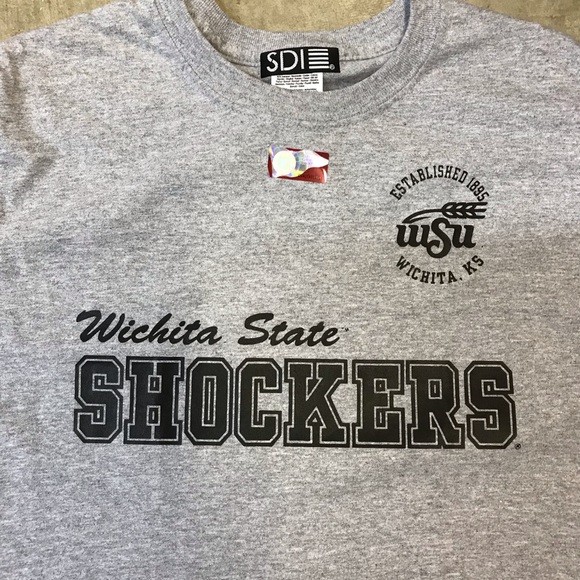 SDI
ESTABLISHED 1895
wsu
WICHITA, KS
Wichita State
SHOCKERS